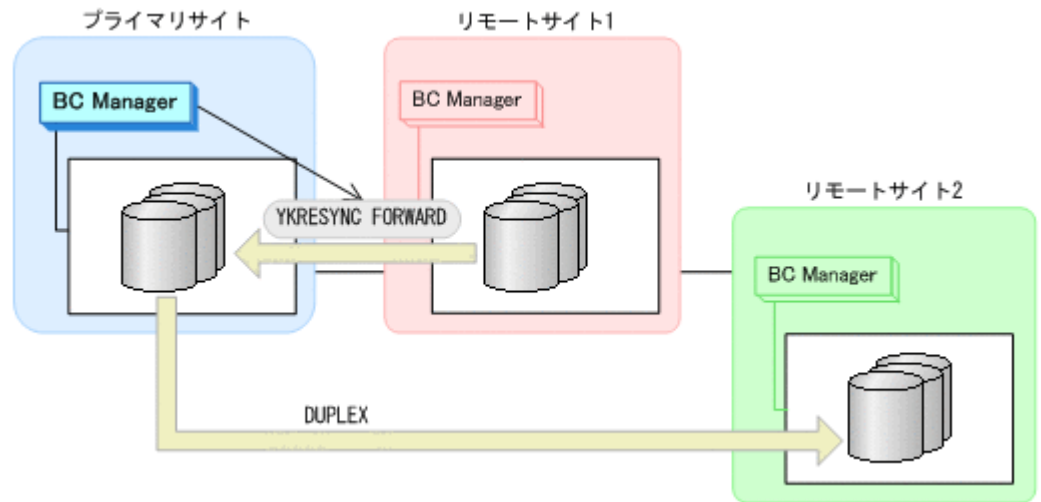 プライマリサイト
リモートサイト1
BC Manager
BC Manager
リモートサイト2
YKRESYNC FORWARD
BC Manager
DUPLEX